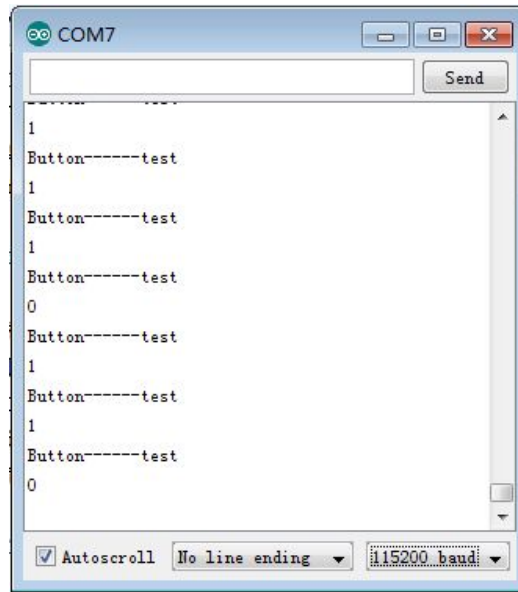 COM7
Send
1
Button------test
1
Button------test
1
Button------test
0
Button------test
1
Button------test
1
Button------test
0
Autoscroll No line ending 115200 baud